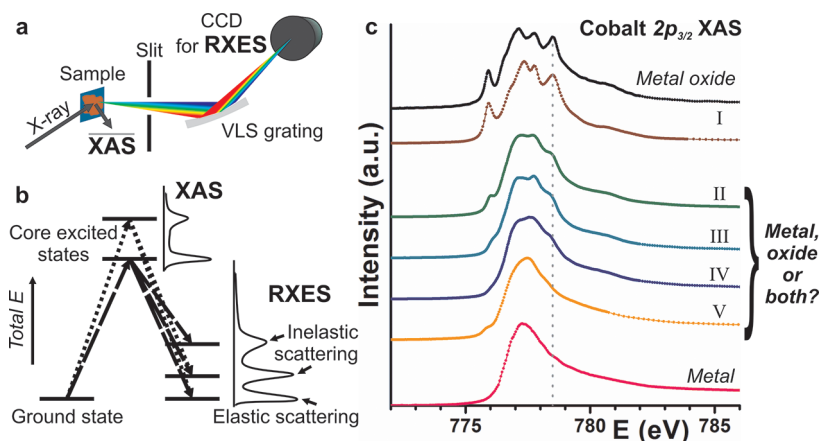 a
CCD
for RXES
Slit
Sample
X-ray
XAS
VLS grating
b
XAS
Core excited
states
Total E
RXES
Inelastic
scattering
Ground state
Elastic scattering
c
Cobalt 2p3/2 XAS
Intensity (a.u.)
Metal oxide
I
II
III
IV
V
Metal
Metal,
oxide
or
both?
775
780
785
E (eV)